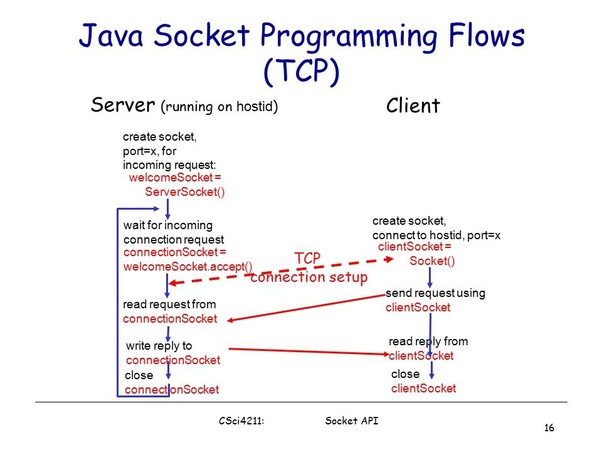 Java Socket Programming Flows
(TCP)
Server (running on hostid)
Client
create socket,
port=x, for
incoming request:
welcomeSocket =
ServerSocket()
wait for incoming
connection request
connectionSocket =
welcomeSocket.accept()
create socket,
connect to hostid, port=x
clientSocket =
Socket()
TCP
connection setup
read request from
connectionSocket
send request using
clientSocket
write reply to
connectionSocket
read reply from
clientSocket
close
connectionSocket
close
clientSocket
CSci4211:
Socket API
16